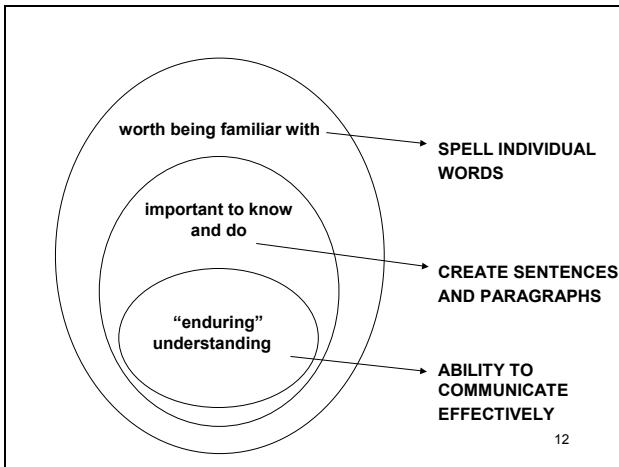 worth being familiar with
SPELL INDIVIDUAL
WORDS
important to know
and do
CREATE SENTENCES
AND PARAGRAPHS
“enduring”
understanding
ABILITY TO
COMMUNICATE
EFFECTIVELY
12